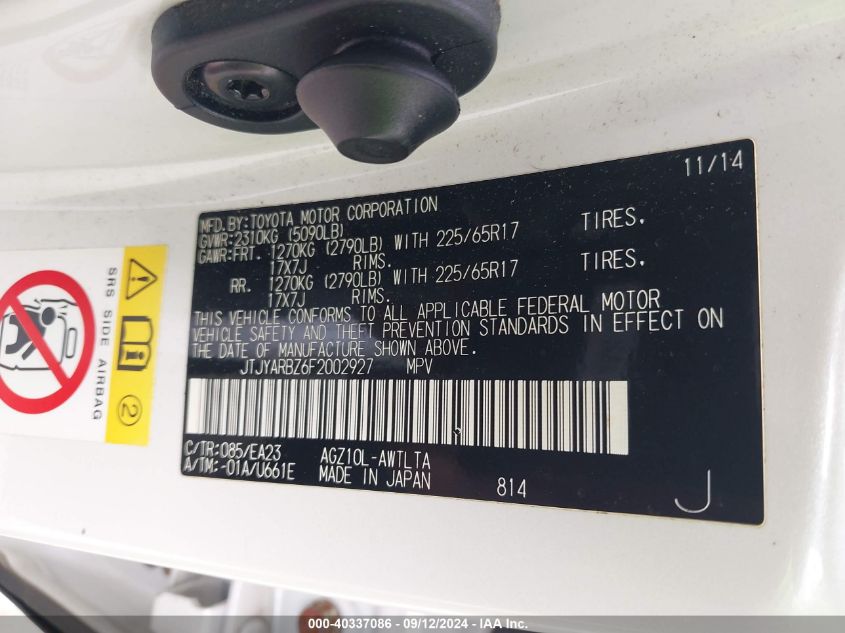 11/14
MFD.BY:TOYOTA MOTOR CORPORATION
GVWR:2310KG (5090LB)
GAWR:FRT. 1270KG (2790LB) WITH 225/65R17 TIRES.
17X7J RIMS.
RR. 1270KG (2790LB) WITH 225/65R17 TIRES.
17X7J RIMS.
THIS VEHICLE CONFORMS TO ALL APPLICABLE FEDERAL MOTOR
VEHICLE SAFETY AND THEFT PREVENTION STANDARDS IN EFFECT ON
THE DATE OF MANUFACTURE SHOWN ABOVE.
JTJYARBZ6F2002927 MPV
C/TR:085/EA23 AGZ10L-AWTLTA
A/TM:-01A/U661E MADE IN JAPAN 814
J
SRS SIDE AIRBAG
2
000-40337086 - 09/12/2024 - IAA Inc.